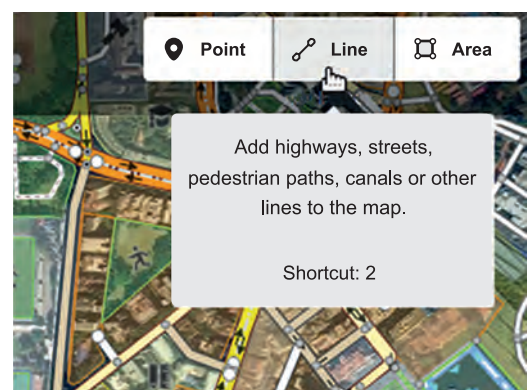 Point Line Area
Add highways, streets,
pedestrian paths, canals or other
lines to the map.
Shortcut: 2